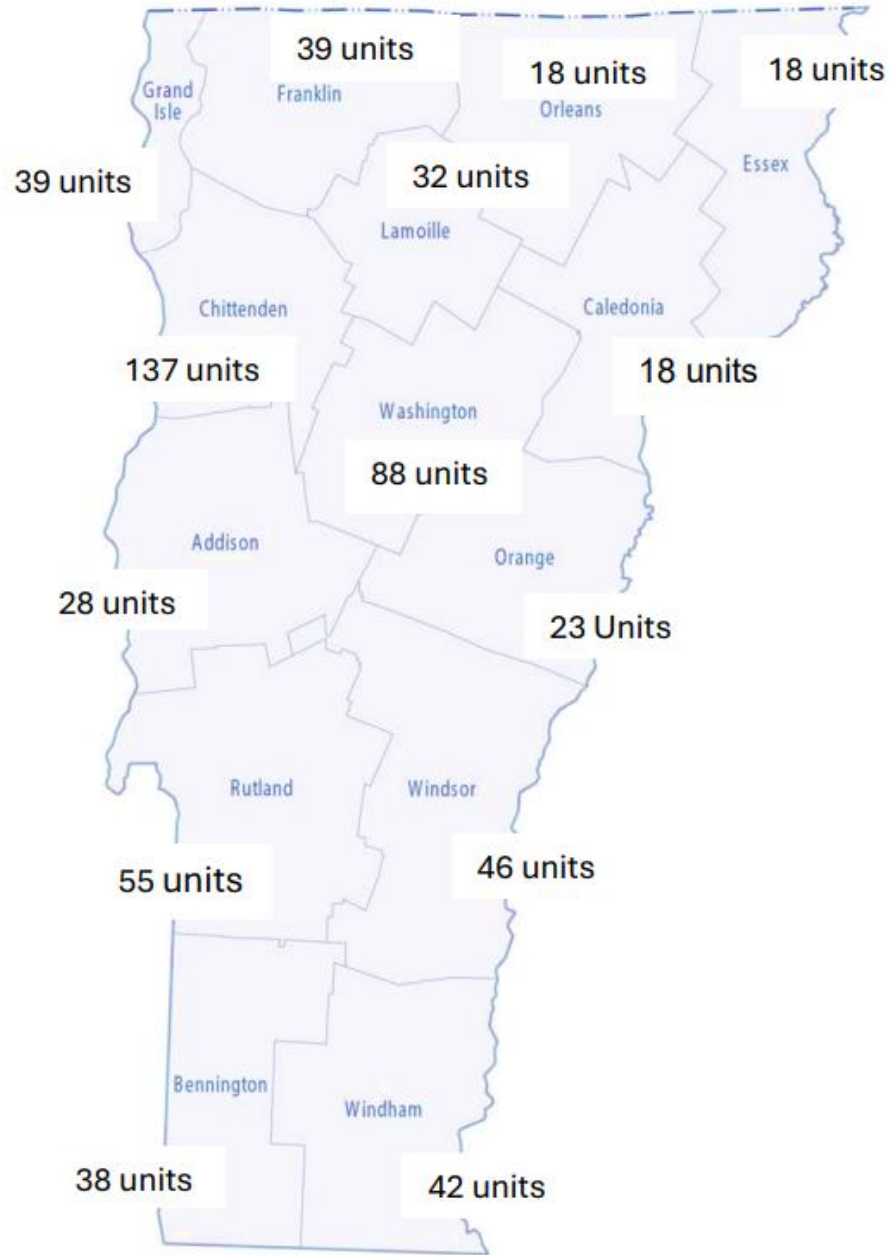 39 units
18 units
18 units
Grand
Isle
Franklin
Orleans
Essex
39 units
32 units
Lamoille
Chittenden
Caledonia
137 units
18 units
Washington
88 units
Addison
Orange
28 units
23 Units
Rutland
Windsor
55 units
46 units
Bennington
Windham
38 units
42 units